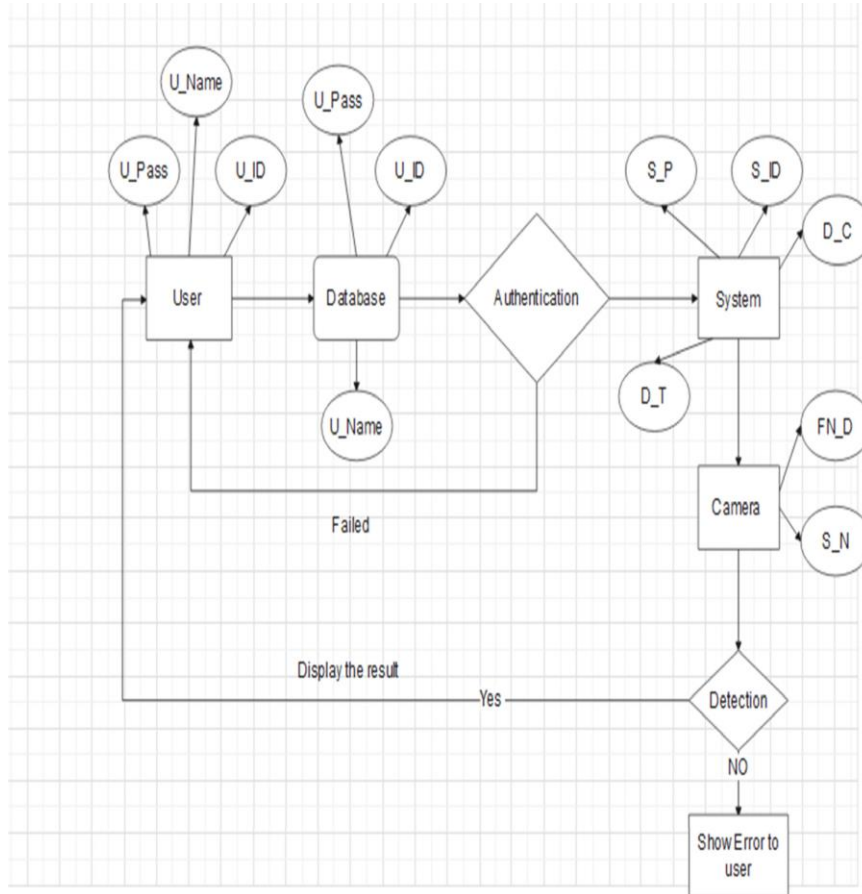 U_Name
U_Pass
U_Pass
U_ID
U_ID
S_P
S_ID
D_C
User
Database
Authentication
System
D_T
U_Name
FN_D
Camera
Failed
S_N
Display the result
Yes
Detection
NO
Show Error to
user